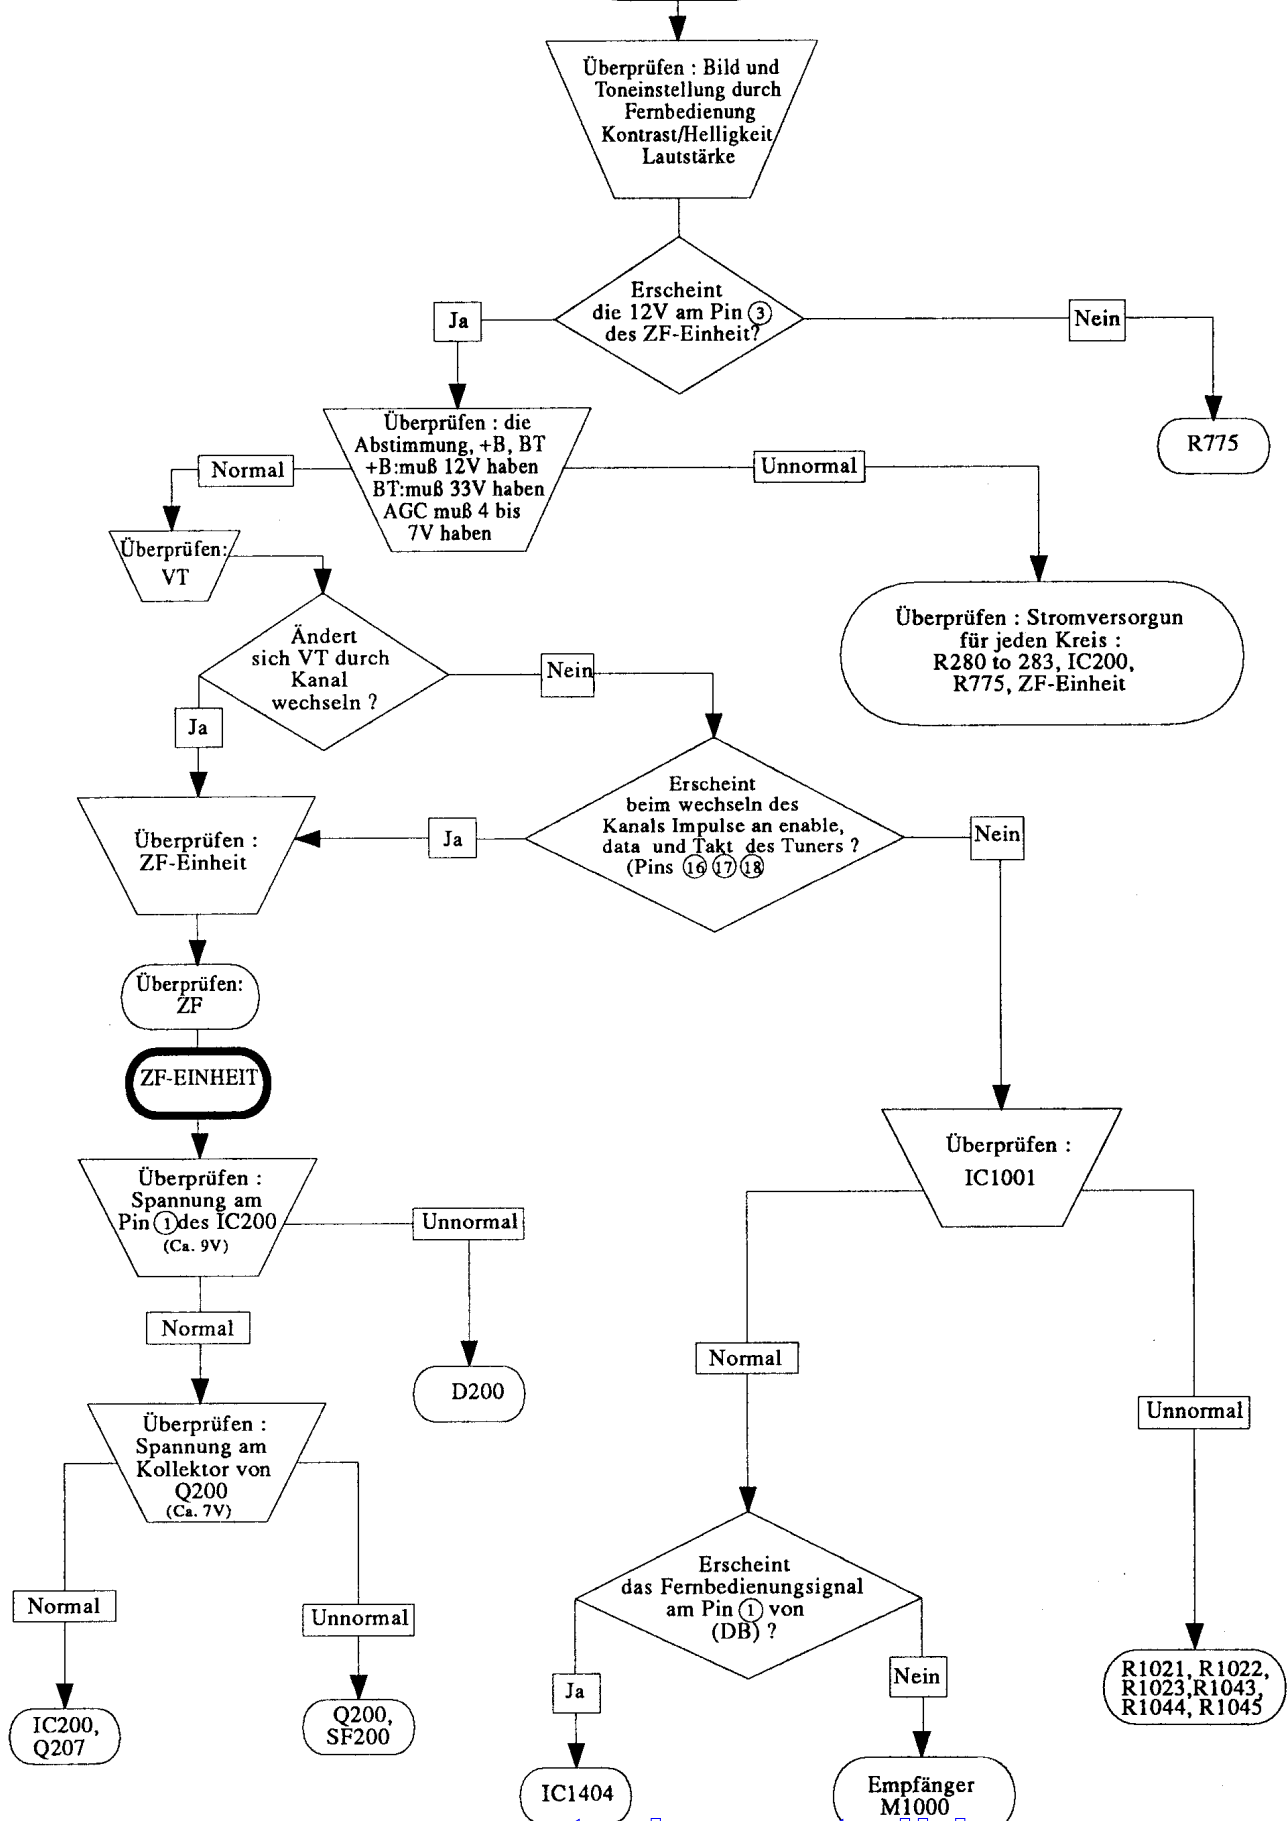 Überprüfen : Bild und
Toneinstellung durch
Fernbedienung
Kontrast/Helligkeit
Lautstärke
Erscheint
die 12V am Pin ③
des ZF-Einheit?
Ja
Nein
R775
Überprüfen : die
Abstimmung, +B, BT
+B:muß 12V haben
BT:muß 33V haben
AGC muß 4 bis
7V haben
Normal
Unnormal
Überprüfen:
VT
Überprüfen : Stromversorgun
für jeden Kreis :
R280 to 283, IC200,
R775, ZF-Einheit
Ändert
sich VT durch
Kanal
wechseln ?
Nein
Ja
Erscheint
beim wechseln des
Kanals Impulse an enable,
data und Takt des Tuners ?
(Pins ⑯ ⑰ ⑱
Ja
Nein
Überprüfen :
ZF-Einheit
Überprüfen:
ZF
ZF-EINHEIT
Überprüfen :
Spannung am
Pin ① des IC200
(Ca. 9V)
Unnormal
Normal
D200
Überprüfen :
IC1001
Normal
Unnormal
Überprüfen :
Spannung am
Kollektor von
Q200
(Ca. 7V)
Normal
Unnormal
IC200,
Q207
Q200,
SF200
Erscheint
das Fernbedienungsignal
am Pin ① von
(DB) ?
Ja
Nein
IC1404
Empfänger
M1000
R1021, R1022,
R1023,R1043,
R1044, R1045